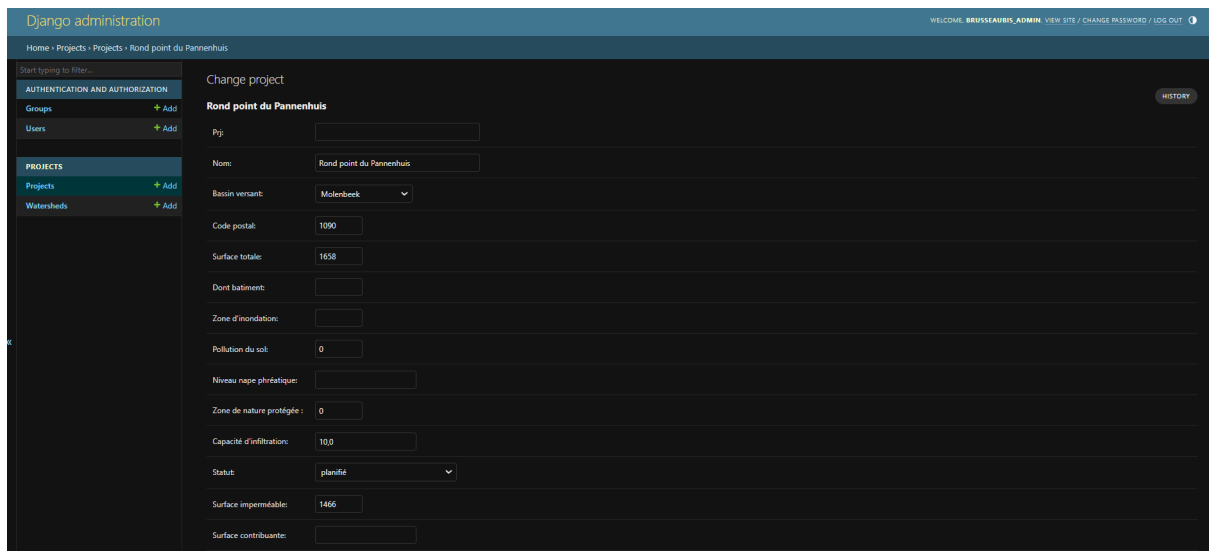 Django administration
WELCOME, BRUSSEAUBIS_ADMIN. VIEW SITE / CHANGE PASSWORD / LOG OUT
Home › Projects › Projects › Rond point du Pannenhuis
Start typing to filter...
AUTHENTICATION AND AUTHORIZATION
Groups + Add
Users + Add
PROJECTS
Projects + Add
Watersheds + Add
«
Change project
HISTORY
Rond point du Pannenhuis
Prj:
Nom: Rond point du Pannenhuis
Bassin versant: Molenbeek
Code postal: 1090
Surface totale: 1658
Dont batiment:
Zone d'inondation:
Pollution du sol: 0
Niveau nape phréatique:
Zone de nature protégée : 0
Capacité d'infiltration: 10,0
Statut: planifié
Surface imperméable: 1466
Surface contribuante: